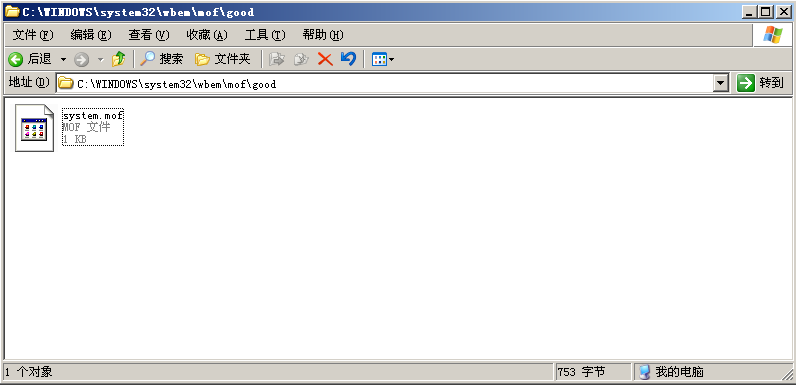 C:\WINDOWS\system32\wbem\mof\good
文件(F) 编辑(E) 查看(V) 收藏(A) 工具(T) 帮助(H)
后退 搜索 文件夹
地址(D) C:\WINDOWS\system32\wbem\mof\good 转到
system.mof
MOF 文件
1 KB
1 个对象 753 字节 我的电脑